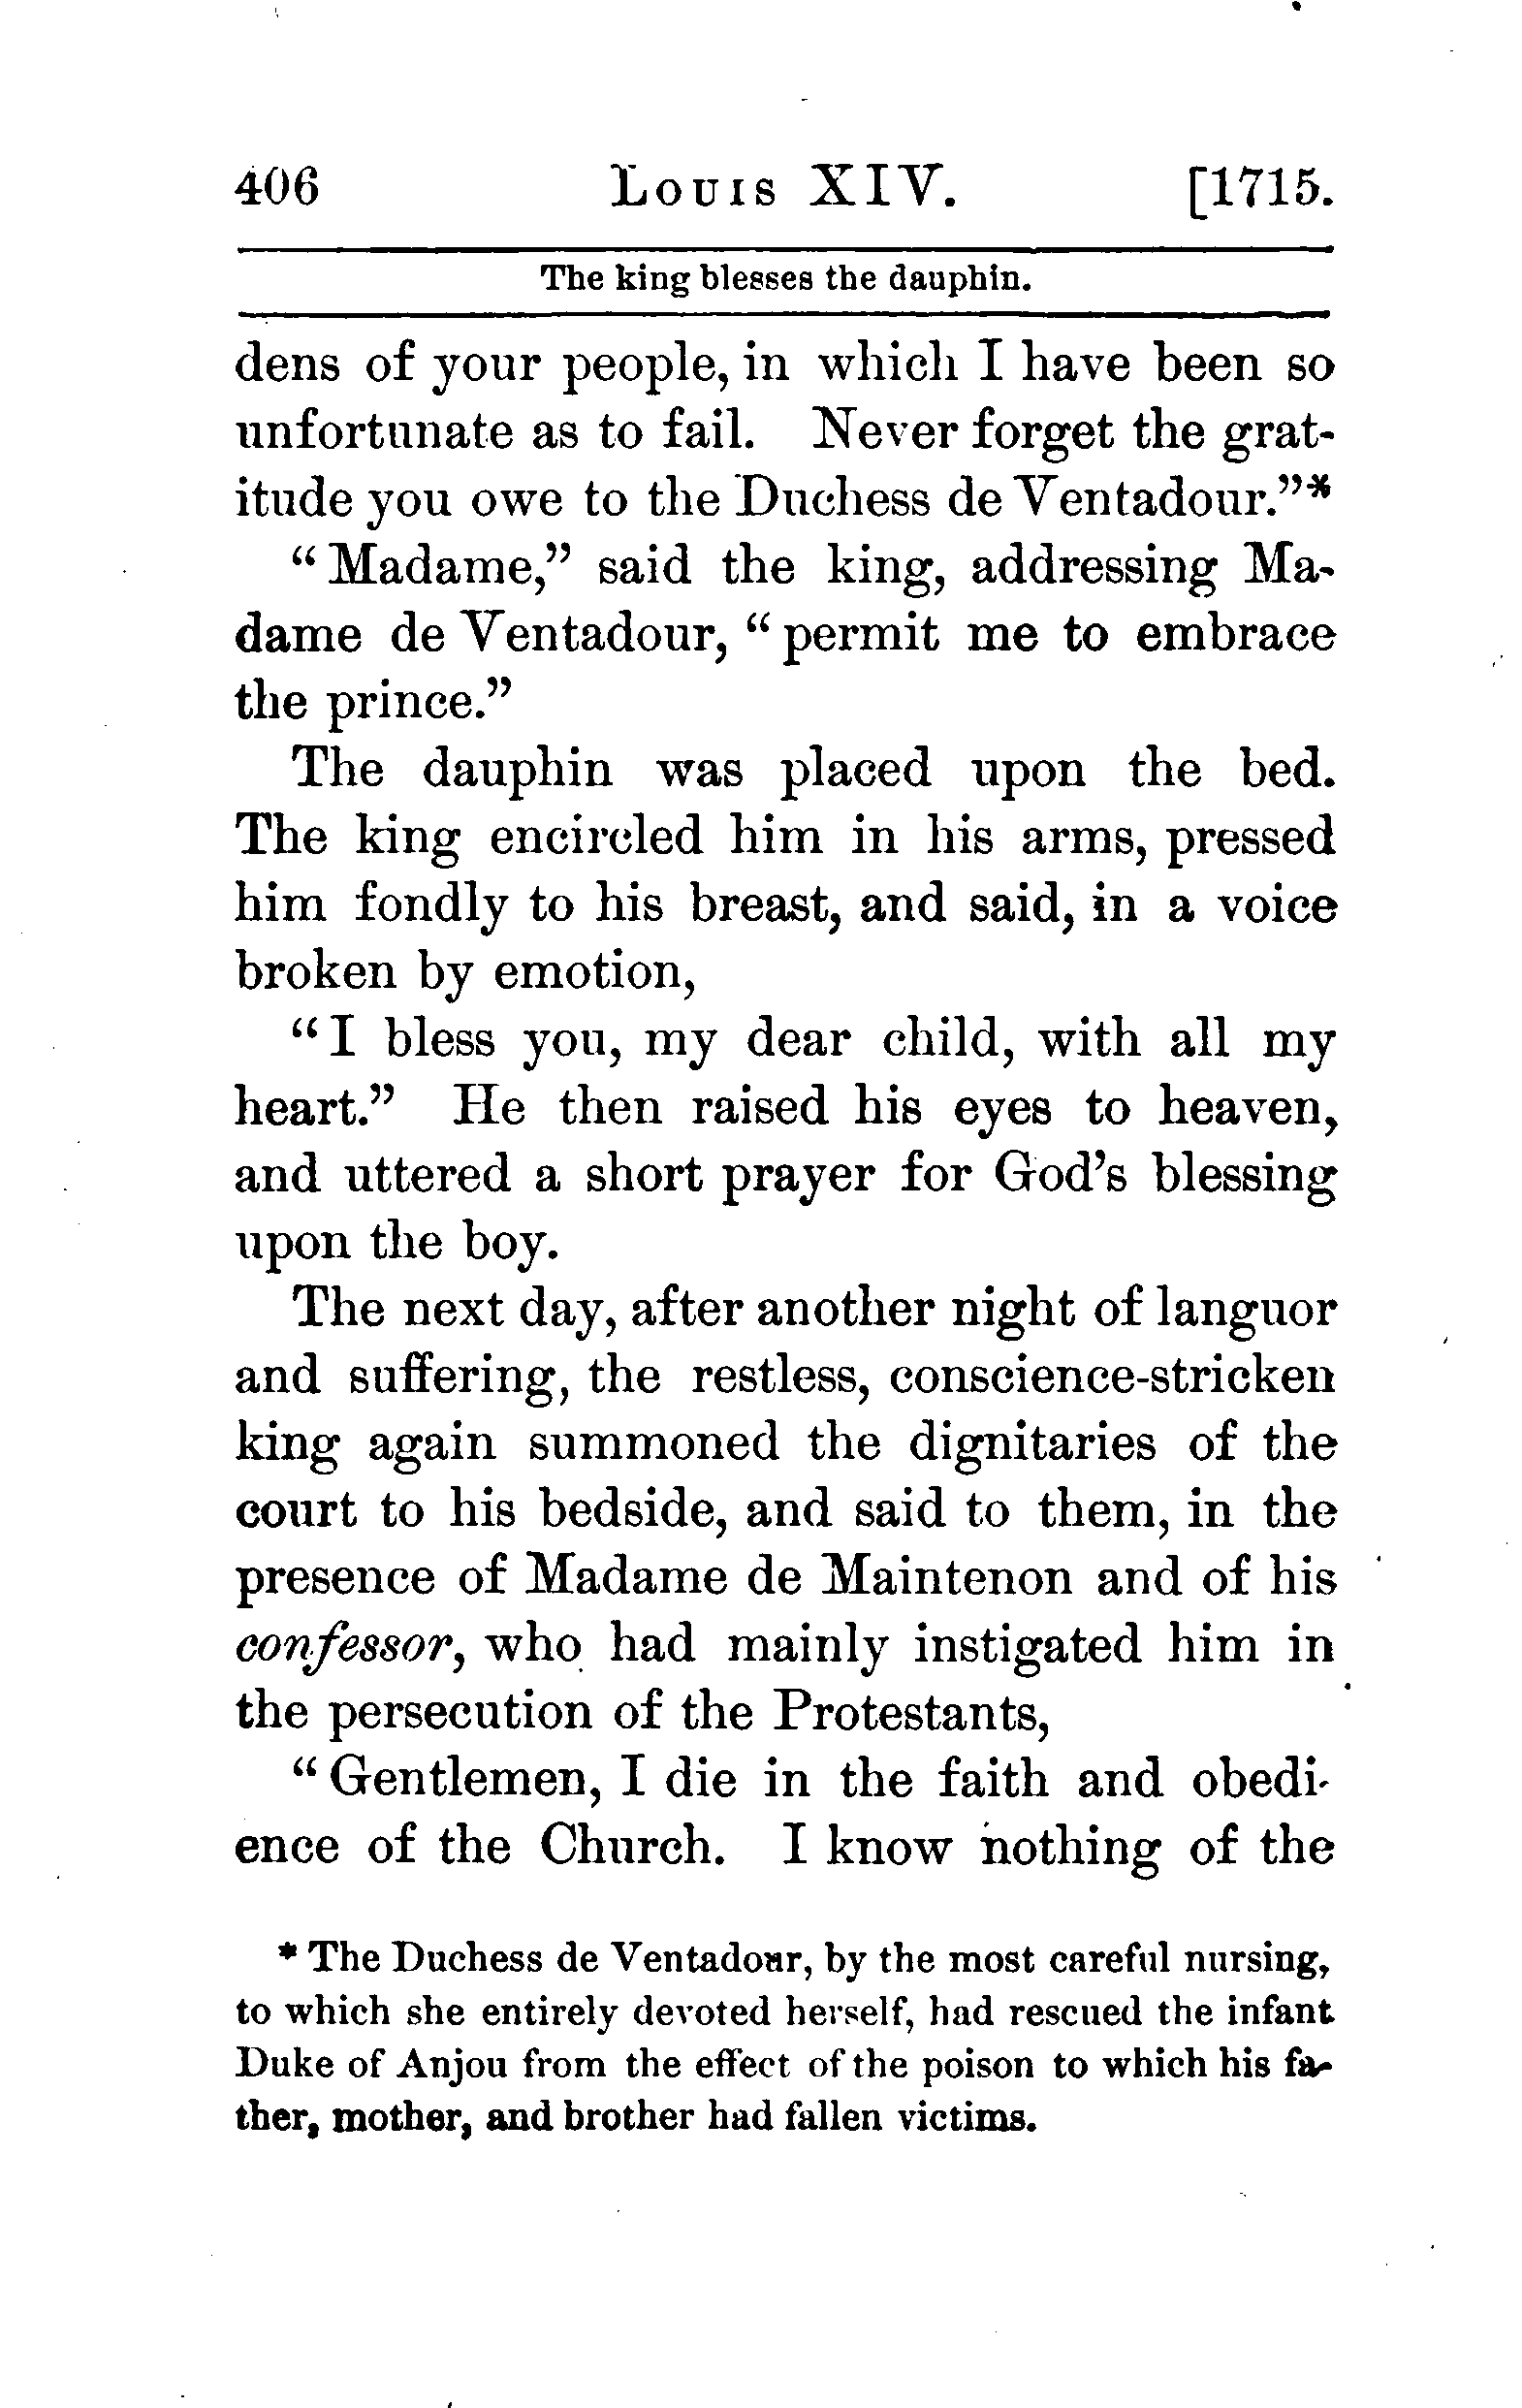 406 Louis XIV. [1715.
The king blesses the dauphin.
dens of your people, in which I have been so
unfortunate as to fail. Never forget the grat-
itude you owe to the Duchess de Ventadour."*
"Madame," said the king, addressing Ma-
dame de Ventadour, "permit me to embrace
the prince."
The dauphin was placed upon the bed.
The king encircled him in his arms, pressed
him fondly to his breast, and said, in a voice
broken by emotion,
"I bless you, my dear child, with all my
heart." He then raised his eyes to heaven,
and uttered a short prayer for God's blessing
upon the boy.
The next day, after another night of languor
and suffering, the restless, conscience-stricken
king again summoned the dignitaries of the
court to his bedside, and said to them, in the
presence of Madame de Maintenon and of his
confessor, who had mainly instigated him in
the persecution of the Protestants,
"Gentlemen, I die in the faith and obedi-
ence of the Church. I know nothing of the
* The Duchess de Ventadour, by the most careful nursing,
to which she entirely devoted herself, had rescued the infant
Duke of Anjou from the effect of the poison to which his fa-
ther, mother, and brother had fallen victims.